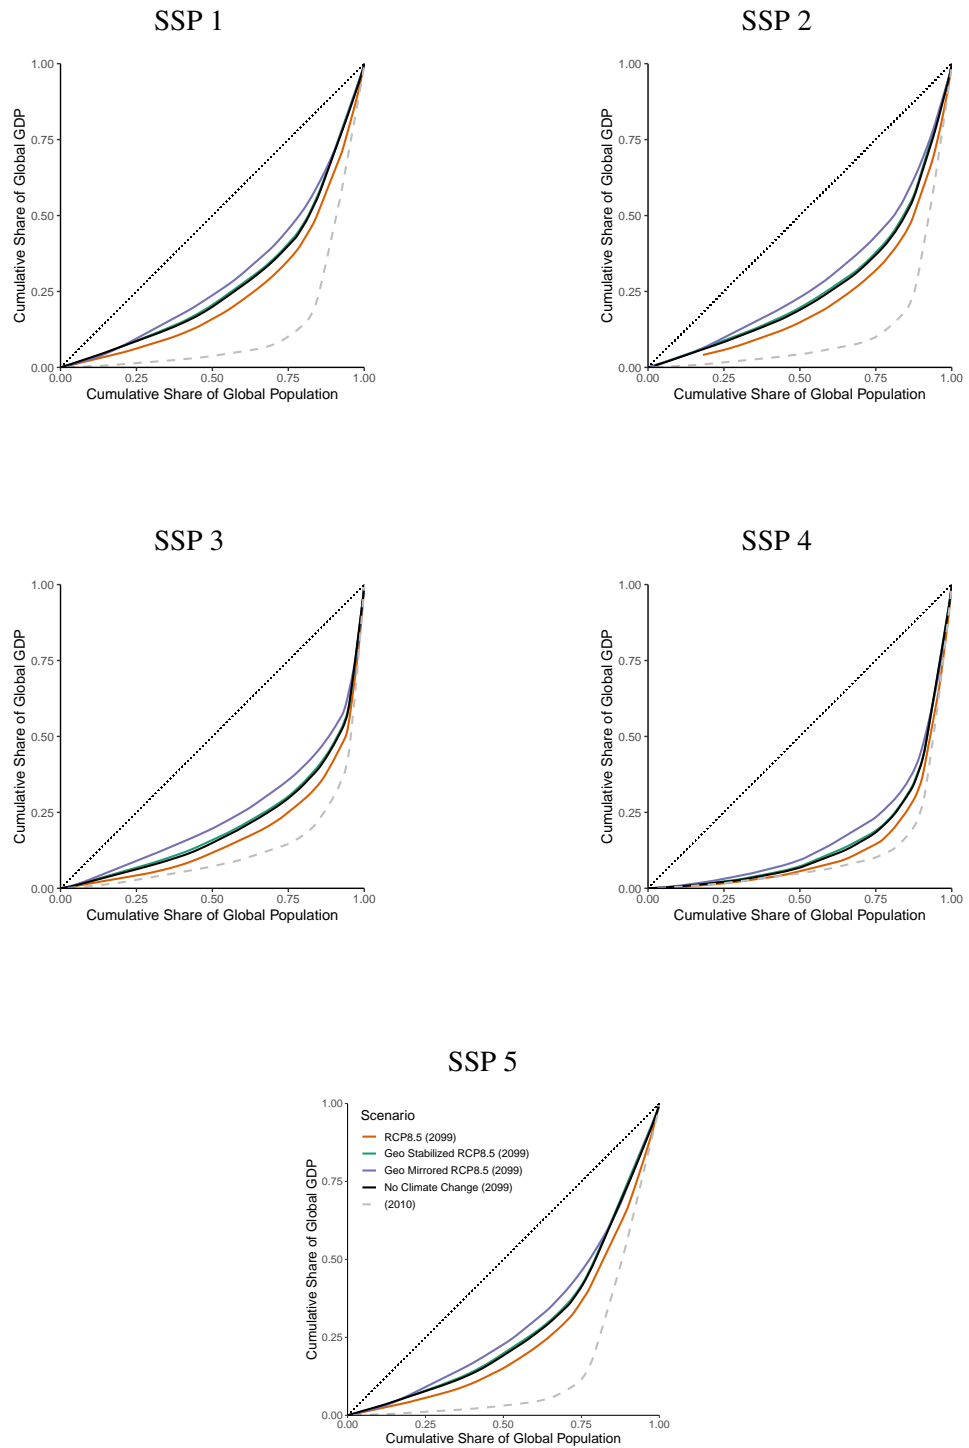 SSP 1
1.00
0.75
0.50
0.25
0.00
0.00 0.25 0.50 0.75 1.00
Cumulative Share of Global Population
Cumulative Share of Global GDP
SSP 2
1.00
0.75
0.50
0.25
0.00
0.00 0.25 0.50 0.75 1.00
Cumulative Share of Global Population
Cumulative Share of Global GDP
SSP 3
1.00
0.75
0.50
0.25
0.00
0.00 0.25 0.50 0.75 1.00
Cumulative Share of Global Population
Cumulative Share of Global GDP
SSP 4
1.00
0.75
0.50
0.25
0.00
0.00 0.25 0.50 0.75 1.00
Cumulative Share of Global Population
Cumulative Share of Global GDP
SSP 5
1.00
0.75
0.50
0.25
0.00
0.00 0.25 0.50 0.75 1.00
Cumulative Share of Global Population
Cumulative Share of Global GDP
Scenario
RCP8.5 (2099)
Geo Stabilized RCP8.5 (2099)
Geo Mirrored RCP8.5 (2099)
No Climate Change (2099)
(2010)